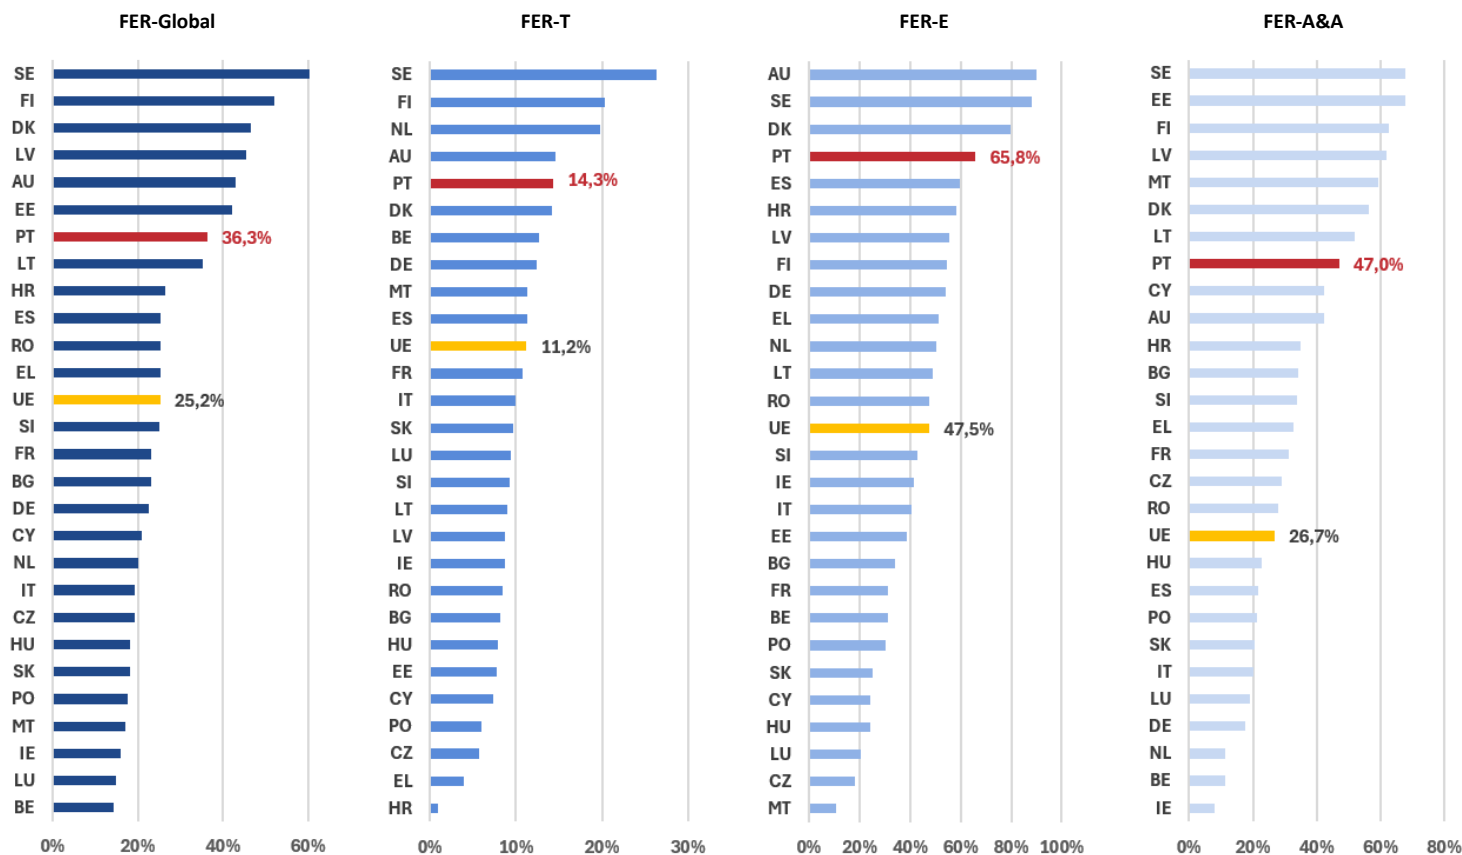 FER-Global
SE
FI
DK
LV
AU
EE
PT 36,3%
LT
HR
ES
RO
EL
UE 25,2%
SI
FR
BG
DE
CY
NL
IT
CZ
HU
SK
PO
MT
IE
LU
BE
0% 20% 40% 60%
FER-T
SE
FI
NL
AU
PT 14,3%
DK
BE
DE
MT
ES
UE 11,2%
FR
IT
SK
LU
SI
LT
LV
IE
RO
BG
HU
EE
CY
PO
CZ
EL
HR
0% 10% 20% 30%
FER-E
AU
SE
DK
PT 65,8%
ES
HR
LV
FI
DE
EL
NL
LT
RO
UE 47,5%
SI
IE
IT
EE
BG
FR
BE
PO
SK
CY
HU
LU
CZ
MT
0% 20% 40% 60% 80% 100%
FER-A&A
SE
EE
FI
LV
MT
DK
LT
PT 47,0%
CY
AU
HR
BG
SI
EL
FR
CZ
RO
UE 26,7%
HU
ES
PO
SK
IT
LU
DE
NL
BE
IE
0% 20% 40% 60% 80%